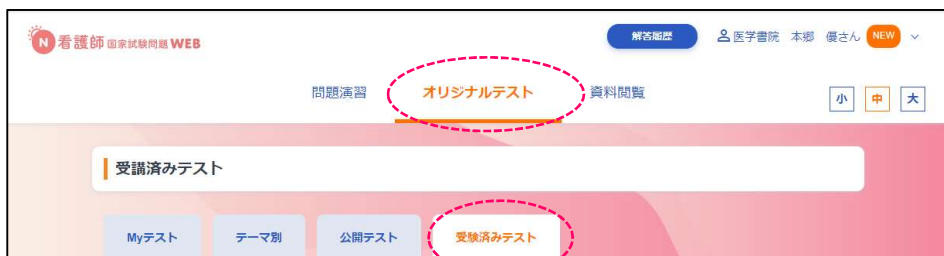 N 看護師 国家試験問題 WEB 解答履歴 医学書院 本郷 優さん NEW
問題演習 オリジナルテスト 資料閲覧 小 中 大
受講済みテスト
Myテスト テーマ別 公開テスト 受験済みテスト